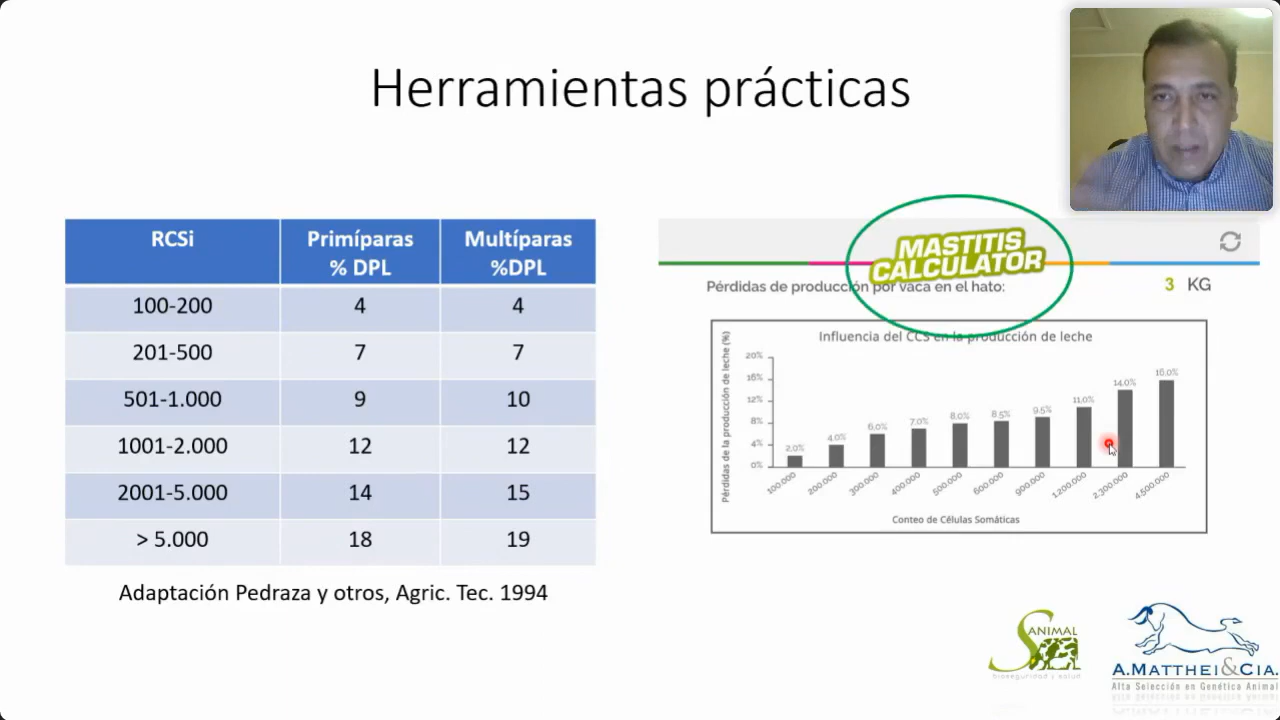 Herramientas prácticas
RCSi Primíparas % DPL Multíparas %DPL
100-200 4 4
201-500 7 7
501-1.000 9 10
1001-2.000 12 12
2001-5.000 14 15
> 5.000 18 19
Adaptación Pedraza y otros, Agric. Tec. 1994
MASTITIS
CALCULATOR
Pérdidas de producción por vaca en el hato: 3 KG
Influencia del CCS en la producción de leche
Pérdidas de la producción de leche (%)
20%
16%
12%
8%
4%
0%
2,0% 4,0% 6,0% 7,0% 8,0% 8,5% 9,5% 11,0% 14,0% 16,0%
100.000 200.000 300.000 400.000 500.000 600.000 900.000 1.200.000 2.300.000 4.500.000
Conteo de Células Somáticas
S ANIMAL
bioseguridad y salud
A.MATTHEI&CIA.
Alta Selección en Genética Animal